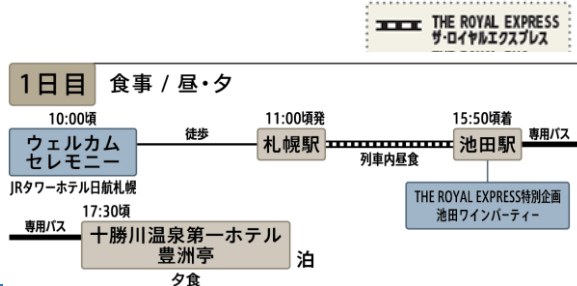 THE ROYAL EXPRESS
ザ・ロイヤルエクスプレス
1日目 食事 / 昼・夕
10:00頃
ウェルカム
セレモニー
JRタワーホテル日航札幌
徒歩
11:00頃発
札幌駅
列車内昼食
15:50頃着
池田駅
専用バス
THE ROYAL EXPRESS特別企画
池田ワインパーティー
専用バス
17:30頃
十勝川温泉第一ホテル
豊洲亭
泊
夕食